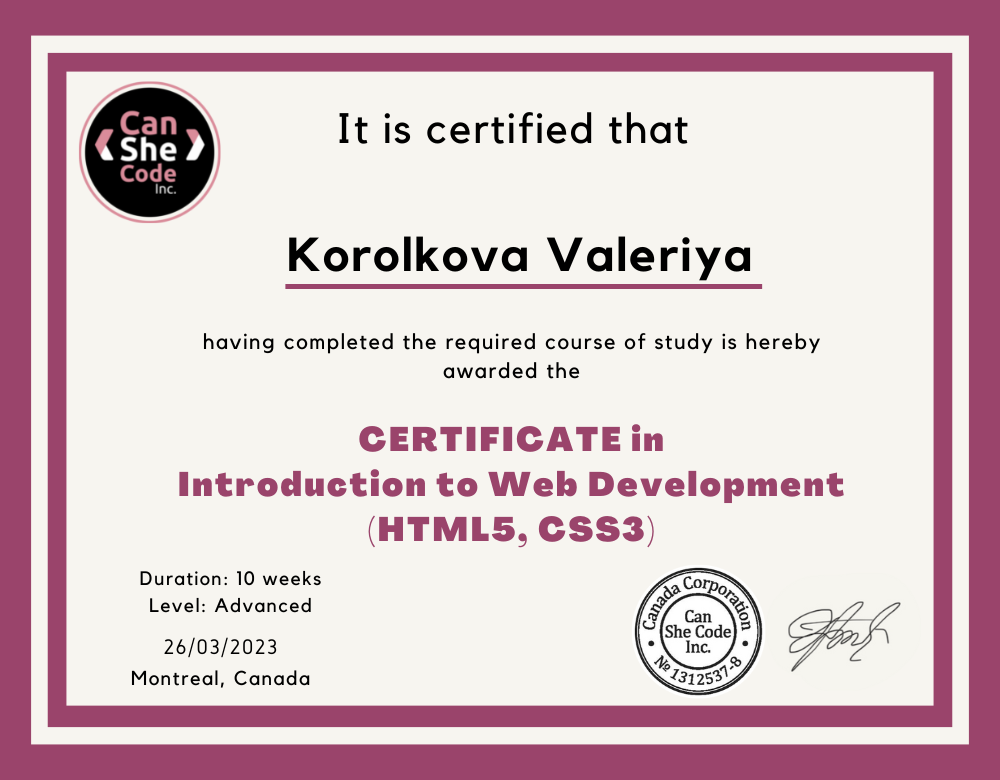 Can
She
Code
Inc.
It is certified that
Korolkova Valeriya
having completed the required course of study is hereby
awarded the
CERTIFICATE in
Introduction to Web Development
(HTML5, CSS3)
Duration: 10 weeks
Level: Advanced
26/03/2023
Montreal, Canada
Canada Corporation
Can
She Code
Inc.
№ 1312537-8